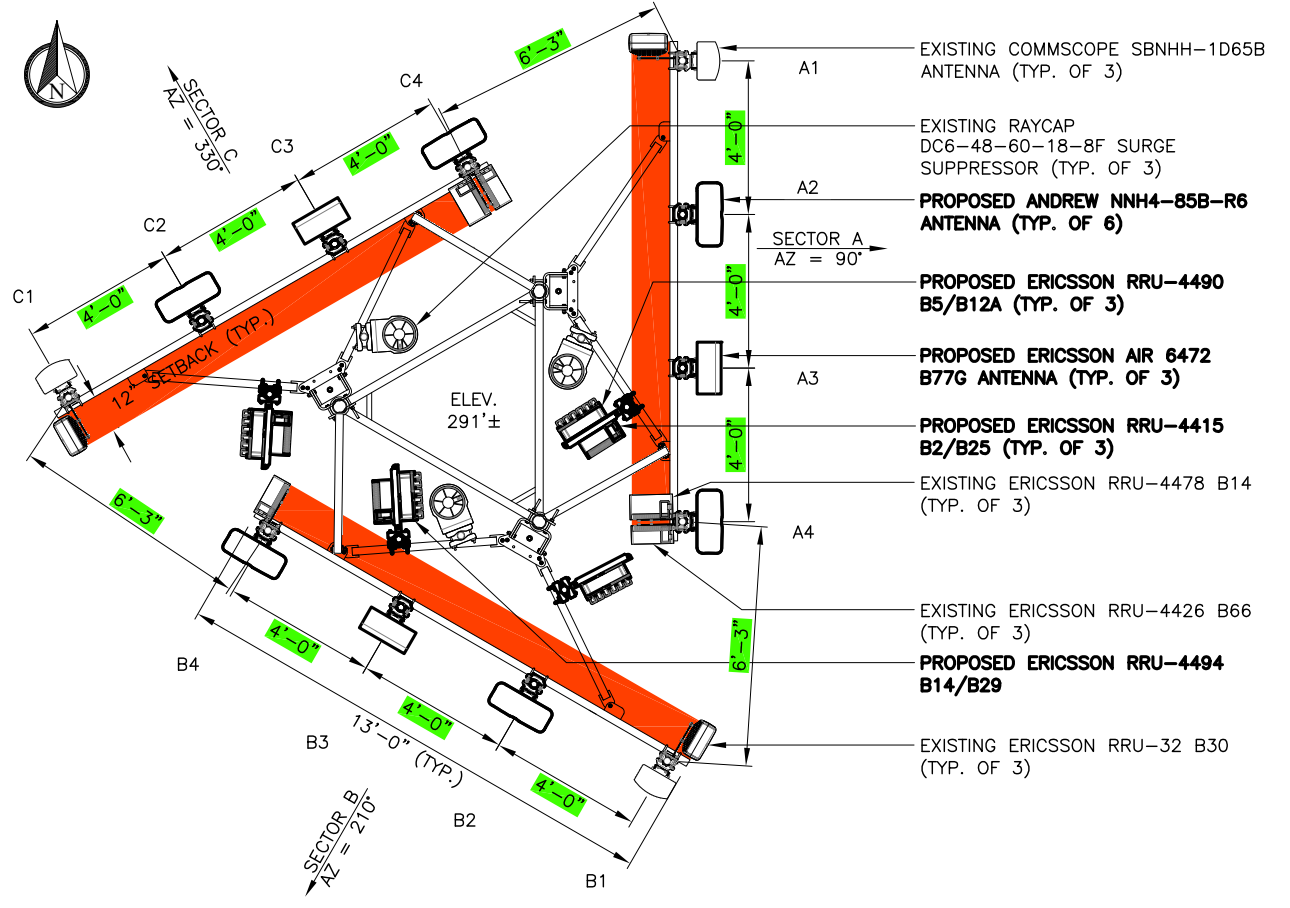 N
SECTOR C
AZ = 330°
C4
6'-3"
C3
4'-0"
C2
4'-0"
C1
4'-0"
12" SETBACK (TYP.)
ELEV.
291'±
A1
4'-0"
A2
SECTOR A
AZ = 90°
4'-0"
A3
4'-0"
A4
6'-3"
6'-3"
B4
4'-0"
B3
4'-0"
13'-0" (TYP.)
B2
4'-0"
B1
SECTOR B
AZ = 210°
EXISTING COMMSCOPE SBNHH-1D65B
ANTENNA (TYP. OF 3)
EXISTING RAYCAP
DC6-48-60-18-8F SURGE
SUPPRESSOR (TYP. OF 3)
PROPOSED ANDREW NNH4-85B-R6
ANTENNA (TYP. OF 6)
PROPOSED ERICSSON RRU-4490
B5/B12A (TYP. OF 3)
PROPOSED ERICSSON AIR 6472
B77G ANTENNA (TYP. OF 3)
PROPOSED ERICSSON RRU-4415
B2/B25 (TYP. OF 3)
EXISTING ERICSSON RRU-4478 B14
(TYP. OF 3)
EXISTING ERICSSON RRU-4426 B66
(TYP. OF 3)
PROPOSED ERICSSON RRU-4494
B14/B29
EXISTING ERICSSON RRU-32 B30
(TYP. OF 3)